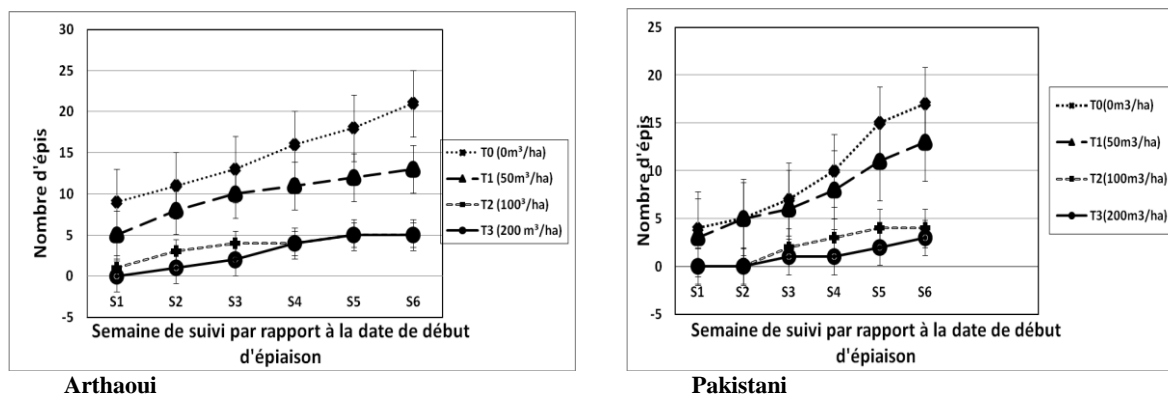 30
25
20
15
10
5
0
-5
Nombre d'épis
S1 S2 S3 S4 S5 S6
Semaine de suivi par rapport à la date de début
d'épiaison
T0 (0m³/ha)
T1 (50m³/ha)
T2 (100³/ha)
T3 (200 m³/ha)
Arthaoui
25
20
15
10
5
0
-5
Nombre d'épis
S1 S2 S3 S4 S5 S6
Semaine de suivi par rapport à la date de début
d'épiaison
T0(0m3/ha)
T1(50m3/ha)
T2(100m3/ha)
T3(200m3/ha)
Pakistani